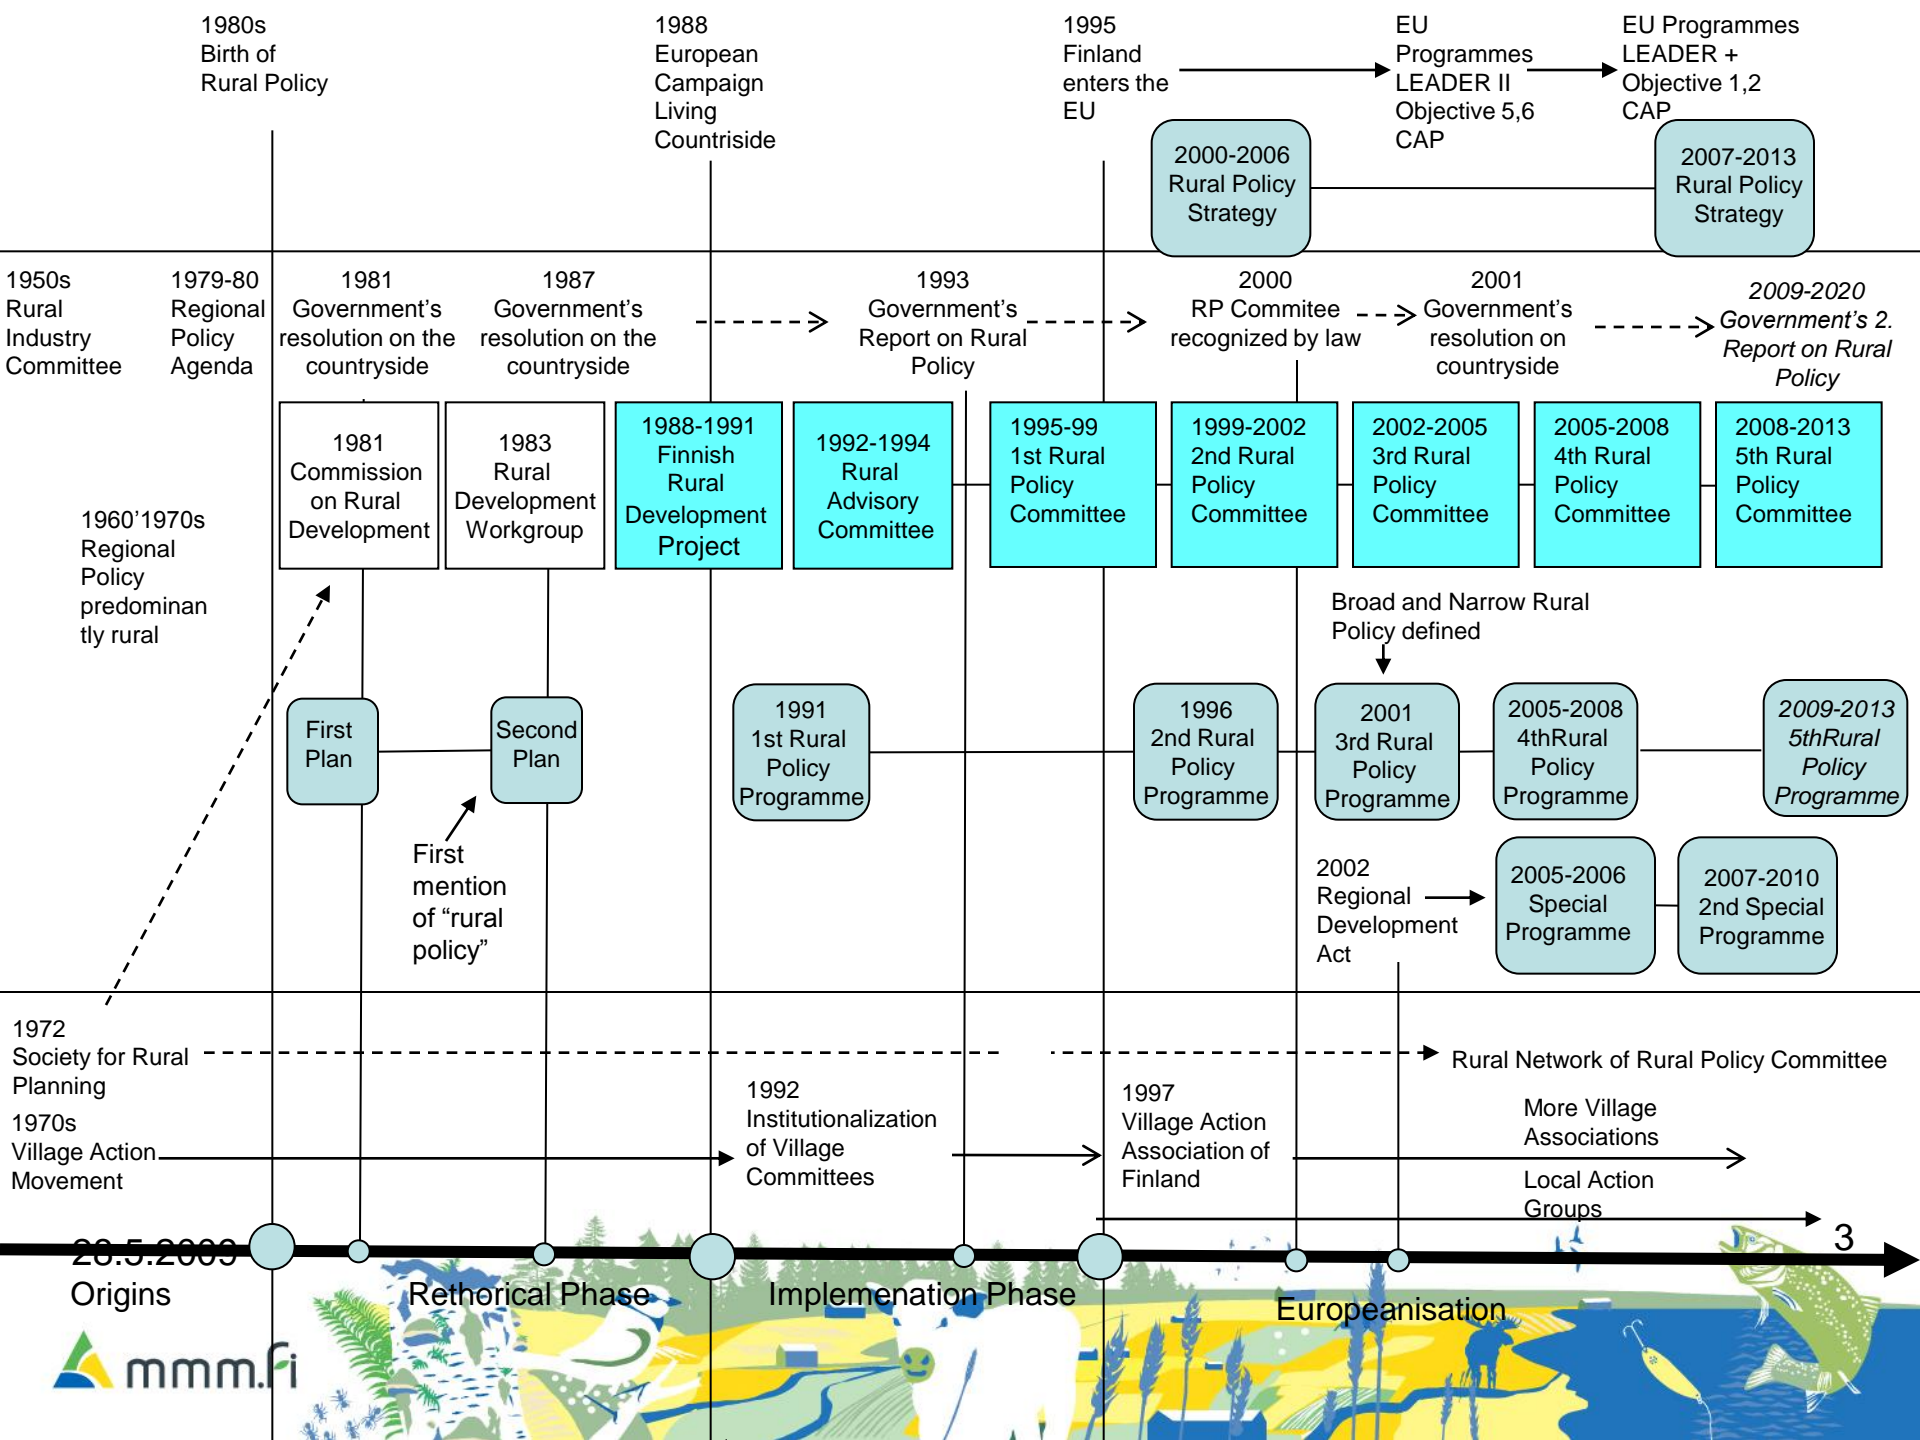 1980s
Birth of
Rural Policy
1988
European
Campaign
Living
Countriside
1995
Finland
enters the
EU
EU
Programmes
LEADER II
Objective 5,6
CAP
EU Programmes
LEADER +
Objective 1,2
CAP
2000-2006
Rural Policy
Strategy
2007-2013
Rural Policy
Strategy
1950s
Rural
Industry
Committee
1979-80
Regional
Policy
Agenda
1981
Government's
resolution on the
countryside
1987
Government's
resolution on the
countryside
1993
Government's
Report on Rural
Policy
2000
RP Commitee
recognized by law
2001
Government's
resolution on
countryside
2009-2020
Government's 2.
Report on Rural
Policy
1981
Commission
on Rural
Development
1983
Rural
Development
Workgroup
1988-1991
Finnish
Rural
Development
Project
1992-1994
Rural
Advisory
Committee
1995-99
1st Rural
Policy
Committee
1999-2002
2nd Rural
Policy
Committee
2002-2005
3rd Rural
Policy
Committee
2005-2008
4th Rural
Policy
Committee
2008-2013
5th Rural
Policy
Committee
1960'1970s
Regional
Policy
predominan
tly rural
Broad and Narrow Rural
Policy defined
First
Plan
Second
Plan
1991
1st Rural
Policy
Programme
1996
2nd Rural
Policy
Programme
2001
3rd Rural
Policy
Programme
2005-2008
4thRural
Policy
Programme
2009-2013
5thRural
Policy
Programme
First
mention
of “rural
policy”
2002
Regional
Development
Act
2005-2006
Special
Programme
2007-2010
2nd Special
Programme
1972
Society for Rural
Planning
Rural Network of Rural Policy Committee
1970s
Village Action
Movement
1992
Institutionalization
of Village
Committees
1997
Village Action
Association of
Finland
More Village
Associations
Local Action
Groups
28.5.2009
3
Origins
Rethorical Phase
Implemenation Phase
Europeanisation
mmm.fi